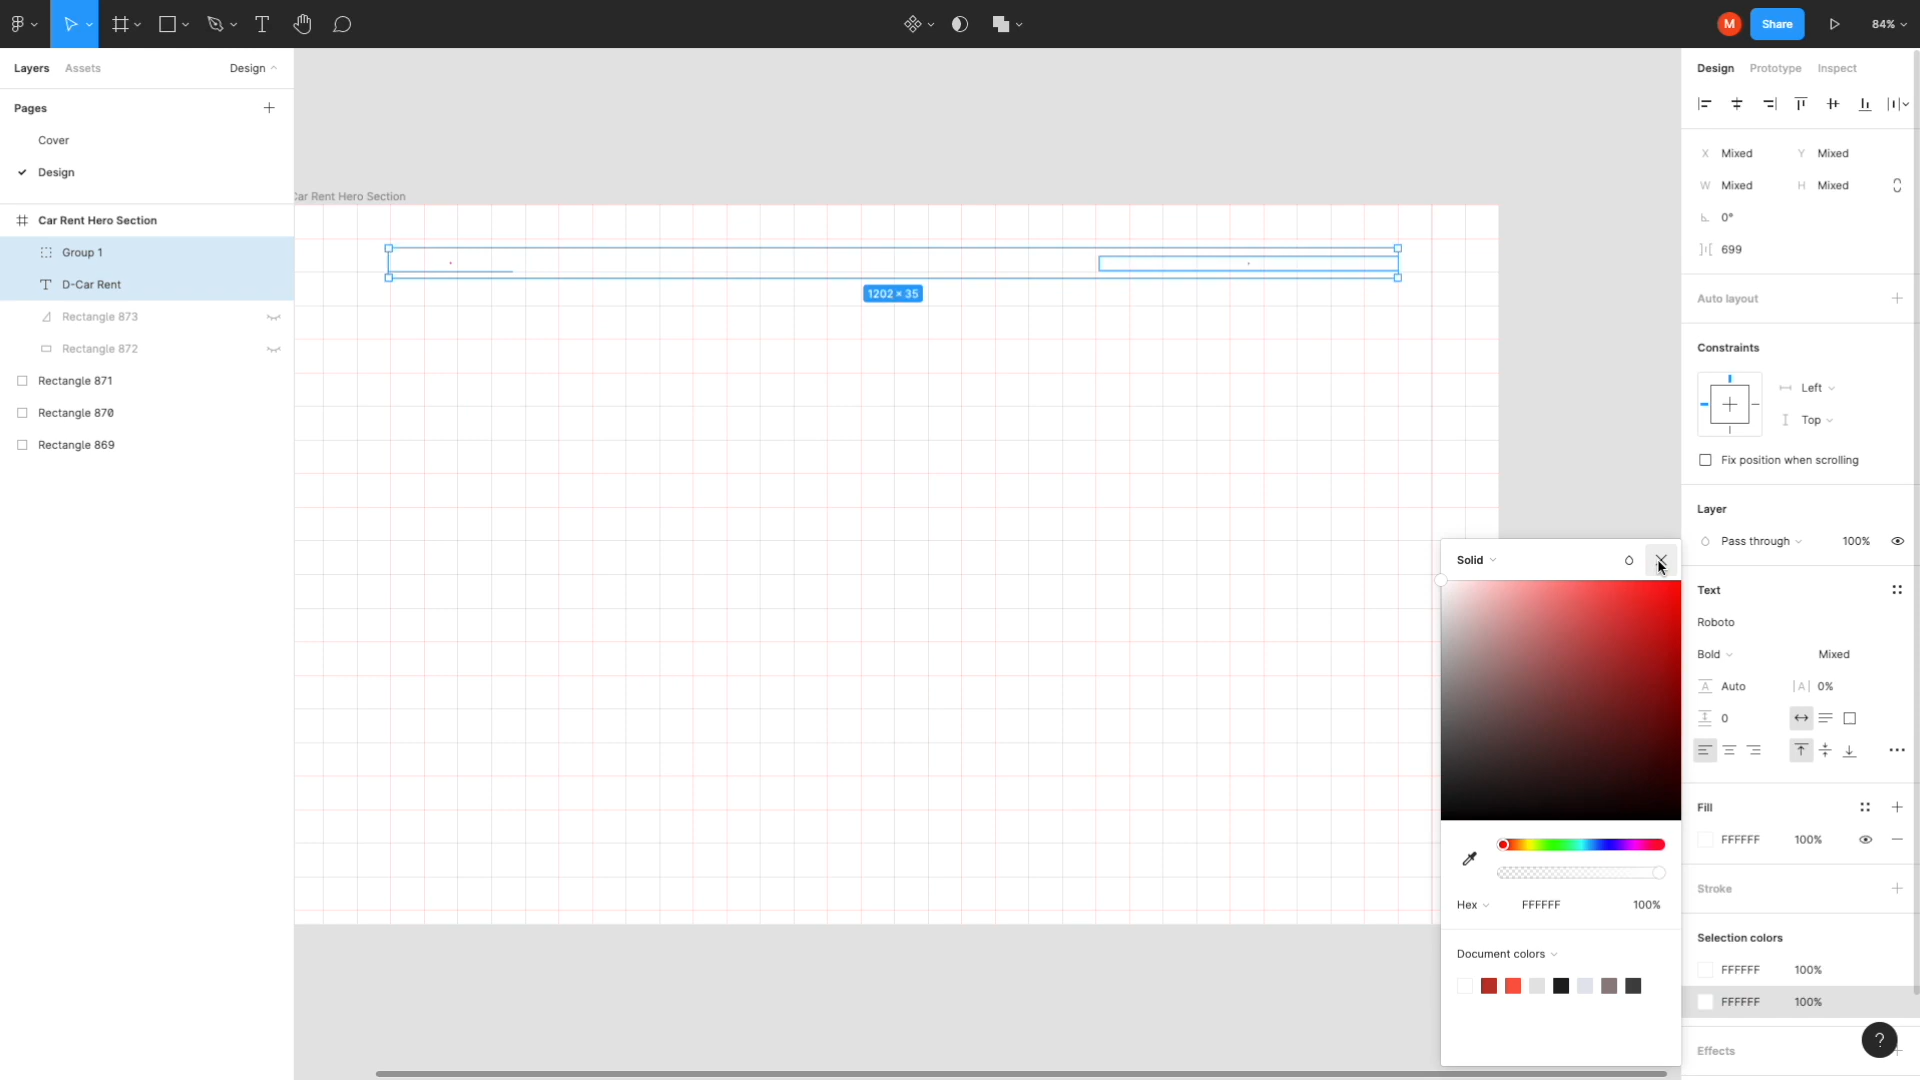 M
Share
84%
Layers
Assets
Design
Pages
Cover
Design
Car Rent Hero Section
Group 1
D-Car Rent
Rectangle 873
Rectangle 872
Rectangle 871
Rectangle 870
Rectangle 869
Car Rent Hero Section
1202 × 35
Solid
Hex
FFFFFF
100%
Document colors
Design
Prototype
Inspect
X Mixed
Y Mixed
W Mixed
H Mixed
0°
699
Auto layout
Constraints
Left
Top
Fix position when scrolling
Layer
Pass through
100%
Text
Roboto
Bold
Mixed
Auto
0%
0
Fill
FFFFFF
100%
Stroke
Selection colors
FFFFFF
100%
FFFFFF
100%
Effects
?